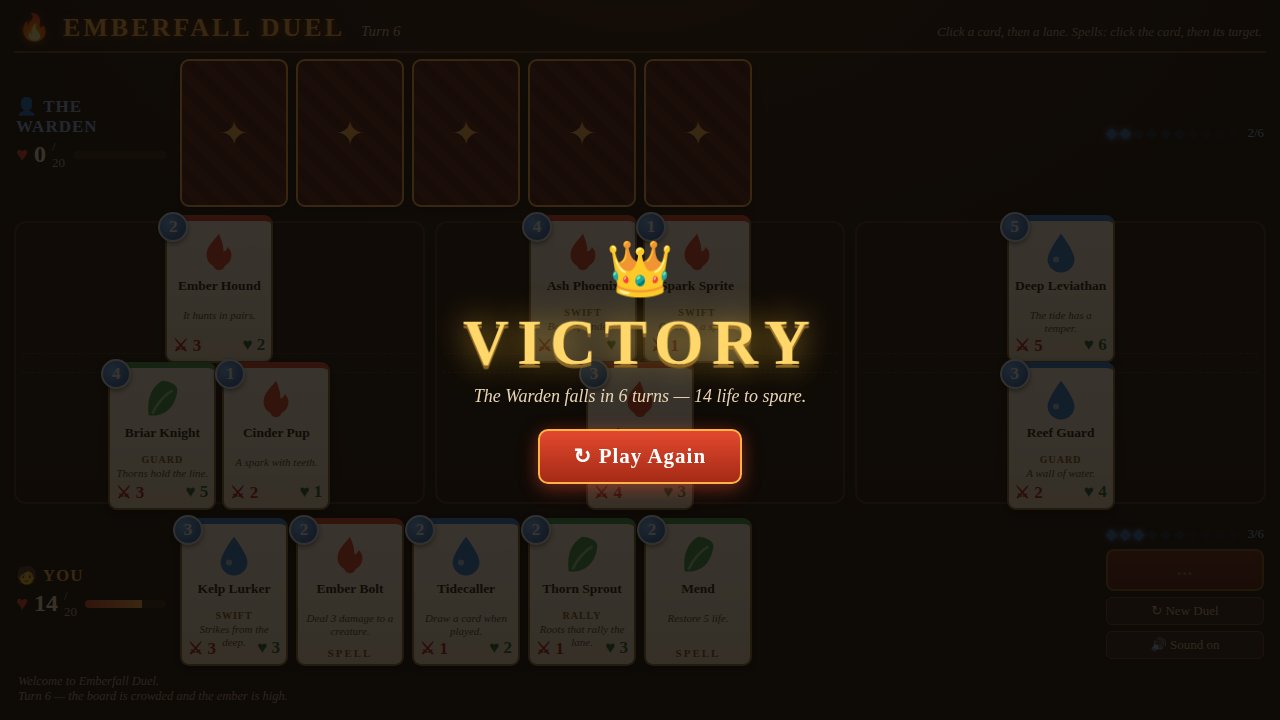 EMBERFALL DUEL Turn 6
Click a card, then a lane. Spells: click the card, then its target.
THE
WARDEN
0 / 20
2/6
2
Ember Hound
It hunts in pairs.
3 2
4
Ash Phoenix
SWIFT
1
Spark Sprite
SWIFT
1
5
Deep Leviathan
The tide has a
temper.
5 6
VICTORY
The Warden falls in 6 turns — 14 life to spare.
↻ Play Again
4
Briar Knight
GUARD
Thorns hold the line.
3 5
1
Cinder Pup
A spark with teeth.
2 1
3
4 3
3
Reef Guard
GUARD
A wall of water.
2 4
YOU
14 / 20
3
Kelp Lurker
SWIFT
Strikes from the
deep.
3 3
2
Ember Bolt
Deal 3 damage to a
creature.
SPELL
2
Tidecaller
Draw a card when
played.
1 2
2
Thorn Sprout
RALLY
Roots that rally the
lane.
1 3
2
Mend
Restore 5 life.
SPELL
3/6
...
↻ New Duel
Sound on
Welcome to Emberfall Duel.
Turn 6 — the board is crowded and the ember is high.